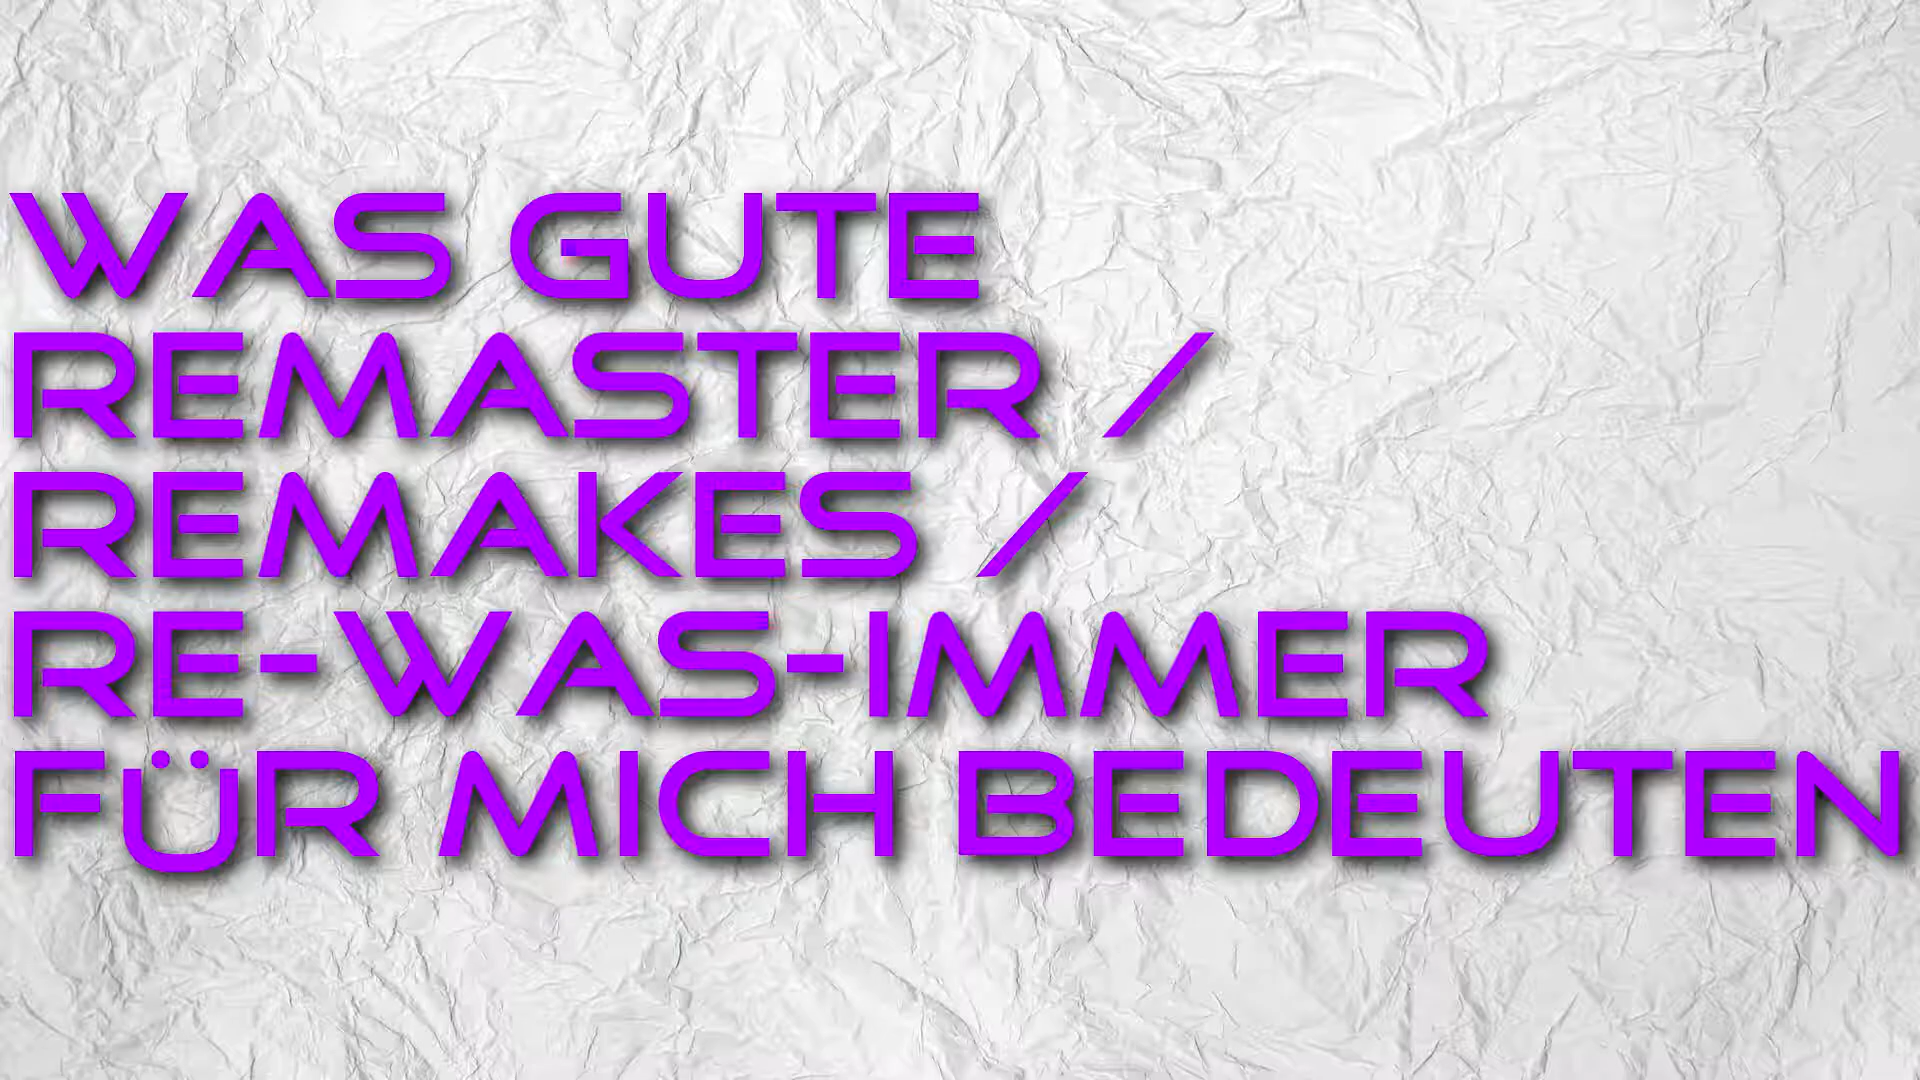 WAS GUTE
REMASTER /
REMAKES /
RE-WAS-IMMER
FÜR MICH BEDEUTEN